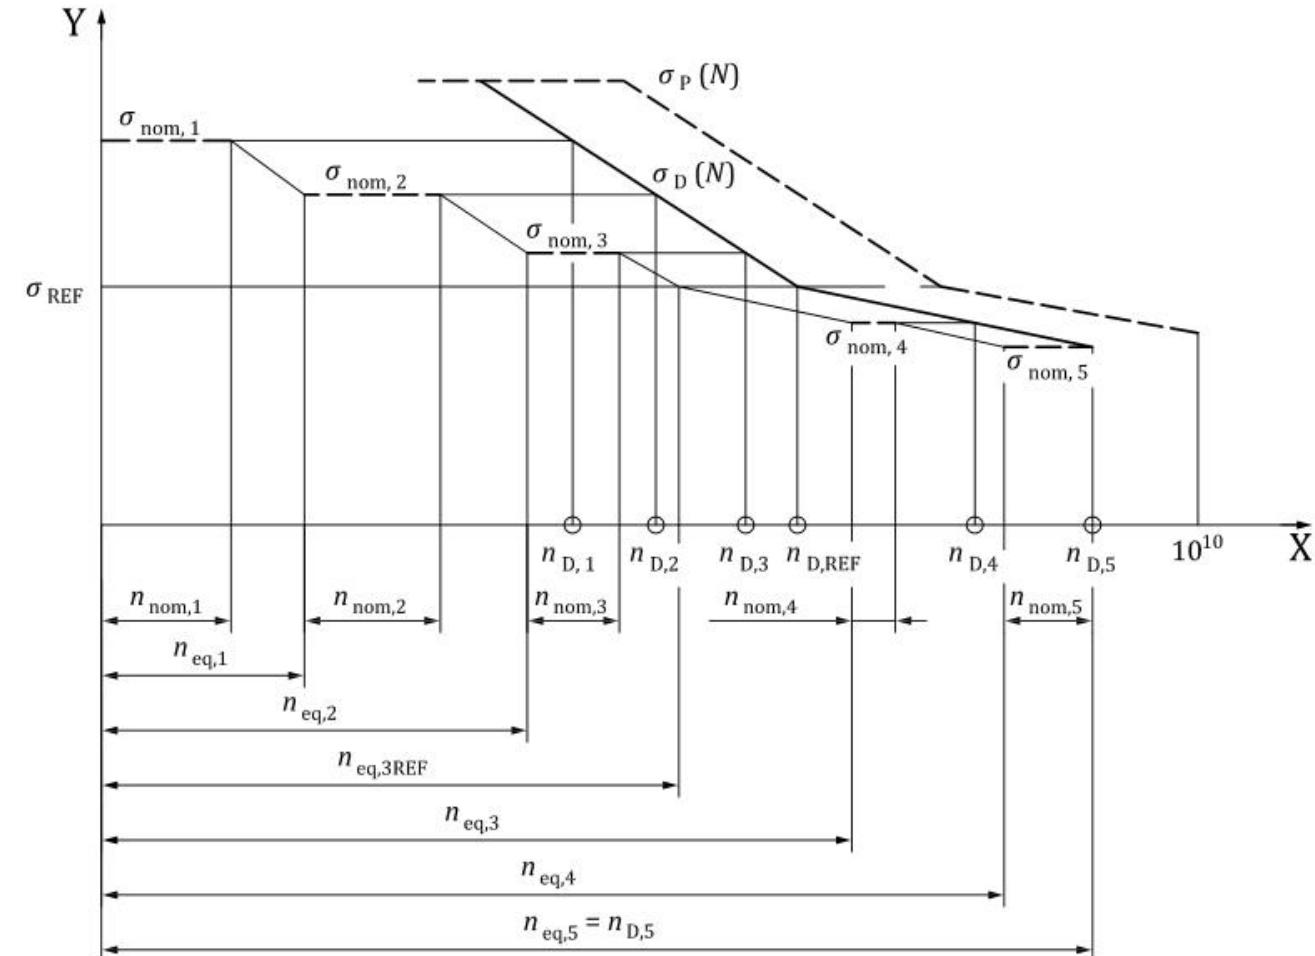 Y
σ P (N)
σ nom, 1
σ nom, 2
σ D (N)
σ nom, 3
σ REF
σ nom, 4
σ nom, 5
n D, 1
n D,2
n D,3
n D,REF
n D,4
n D,5
10¹⁰
X
n nom,1
n nom,2
n nom,3
n nom,4
n nom,5
n eq,1
n eq,2
n eq,3REF
n eq,3
n eq,4
n eq,5 = n D,5